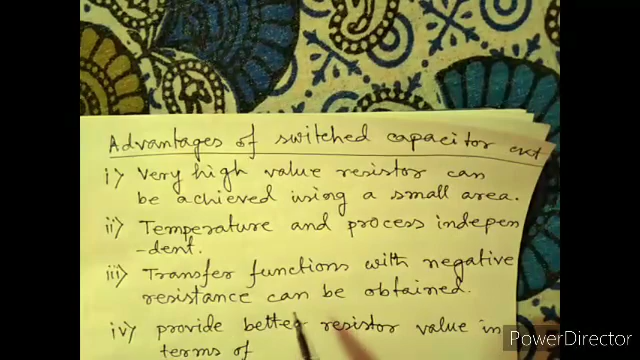 Advantages of switched capacitor ckt
i) Very high value resistor can
be achieved using a small area.
ii) Temperature and process indepen
-dent.
iii) Transfer functions with negative
resistance can be obtained.
iv) provide better resistor value in
terms of
PowerDirector